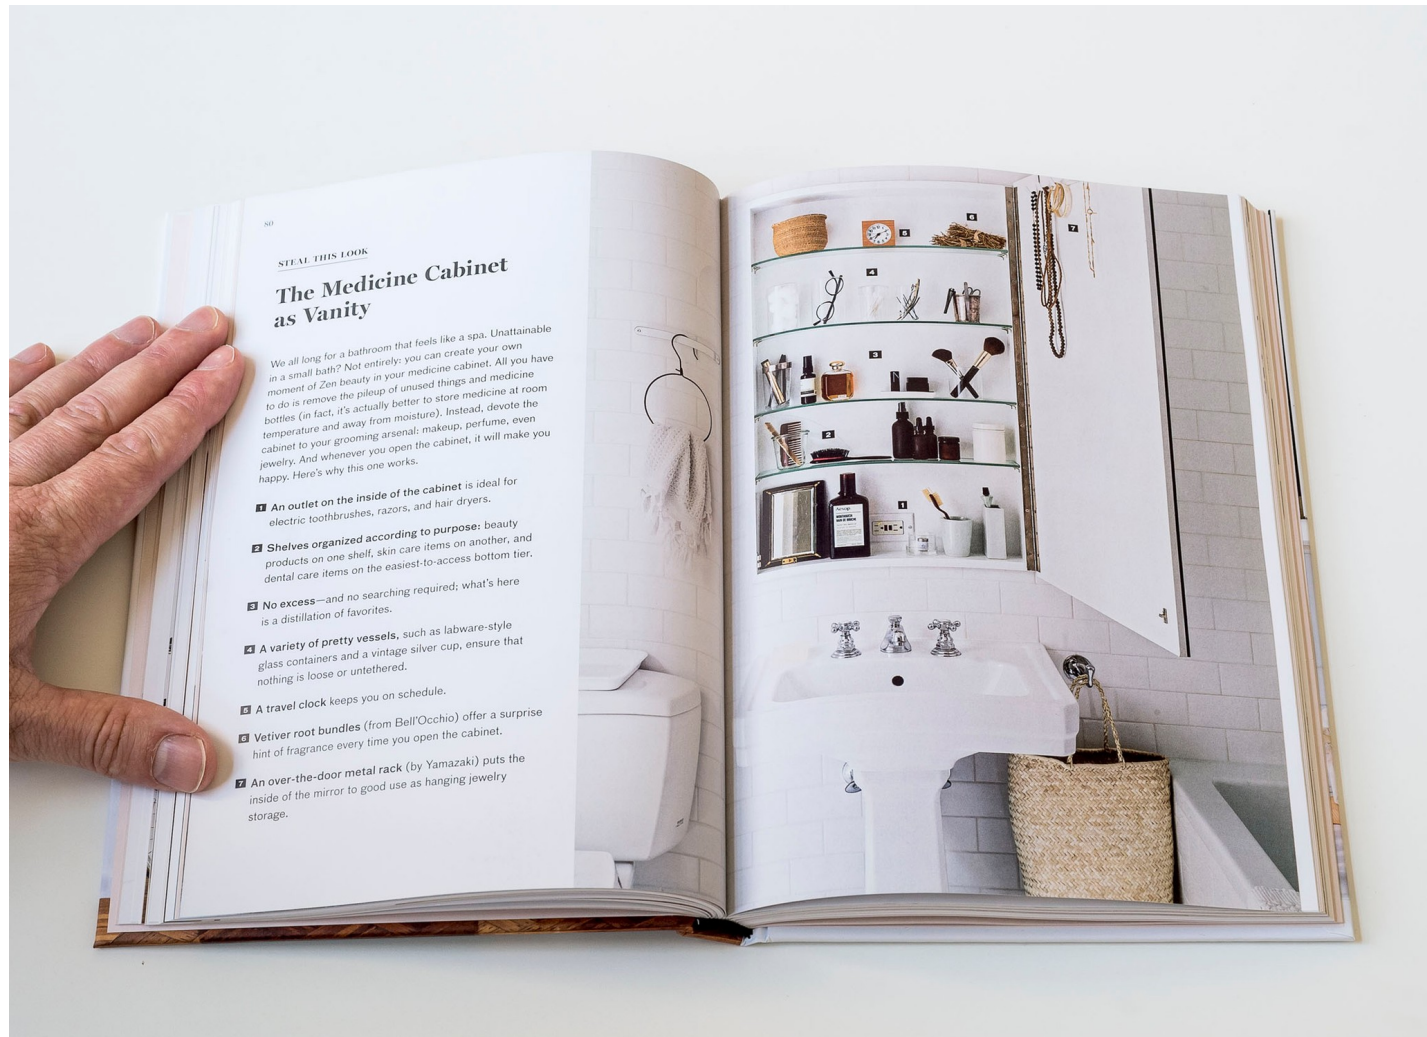 80
STEAL THIS LOOK
The Medicine Cabinet
as Vanity
We all long for a bathroom that feels like a spa. Unattainable
in a small bath? Not entirely: you can create your own
moment of Zen beauty in your medicine cabinet. All you have
to do is remove the pileup of unused things and medicine
bottles (in fact, it's actually better to store medicine at room
temperature and away from moisture). Instead, devote the
cabinet to your grooming arsenal: makeup, perfume, even
jewelry. And whenever you open the cabinet, it will make you
happy. Here's why this one works.
1 An outlet on the inside of the cabinet is ideal for
electric toothbrushes, razors, and hair dryers.
2 Shelves organized according to purpose: beauty
products on one shelf, skin care items on another, and
dental care items on the easiest-to-access bottom tier.
3 No excess—and no searching required; what's here
is a distillation of favorites.
4 A variety of pretty vessels, such as labware-style
glass containers and a vintage silver cup, ensure that
nothing is loose or untethered.
5 A travel clock keeps you on schedule.
6 Vetiver root bundles (from Bell'Occhio) offer a surprise
hint of fragrance every time you open the cabinet.
7 An over-the-door metal rack (by Yamazaki) puts the
inside of the mirror to good use as hanging jewelry
storage.
6
5
7
4
3
2
1
Aesop